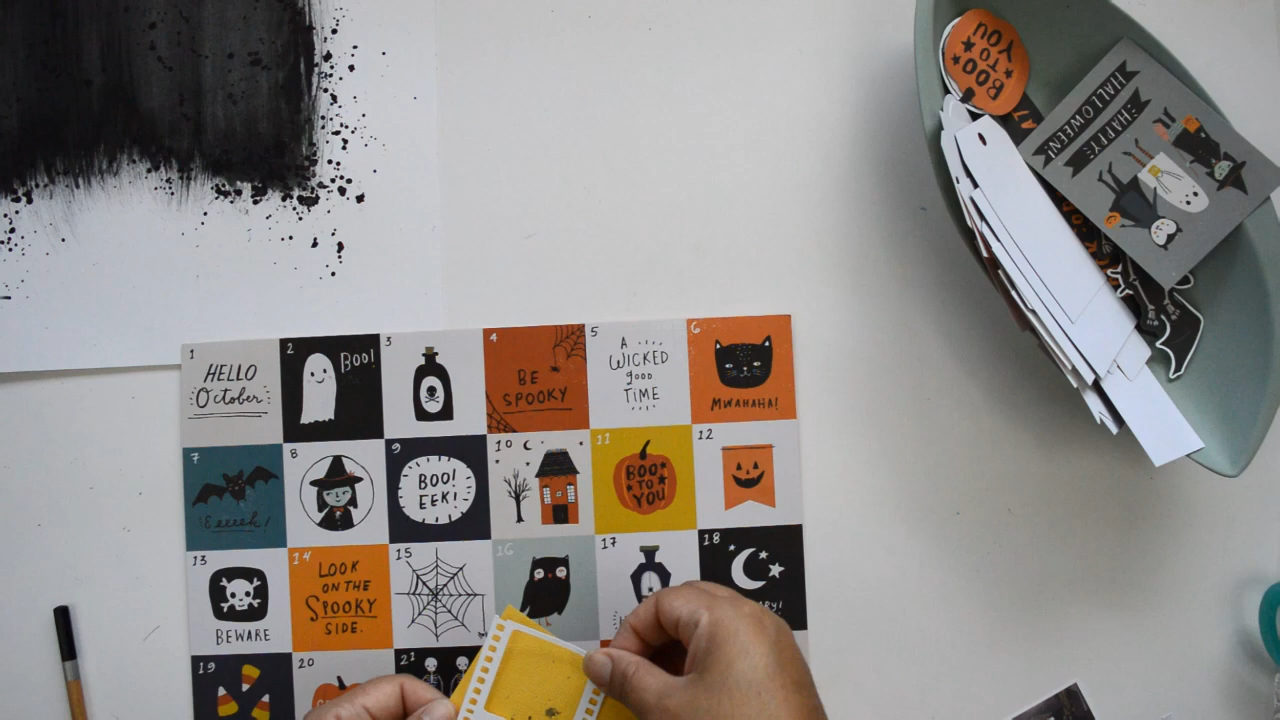 1
HELLO
October
2
BOO!
3
4
BE
SPOOKY
5
A
WICKED
good
TIME
6
MWAHAHA!
7
Eeeek!
8
9
BOO!
EEK!
10
11
BOO
TO
YOU
12
13
BEWARE
14
LOOK
ON THE
SPOOKY
SIDE.
15
16
17
18
19
20
21
BOO
TO
YOU
HAPPY
HALLOWEEN!